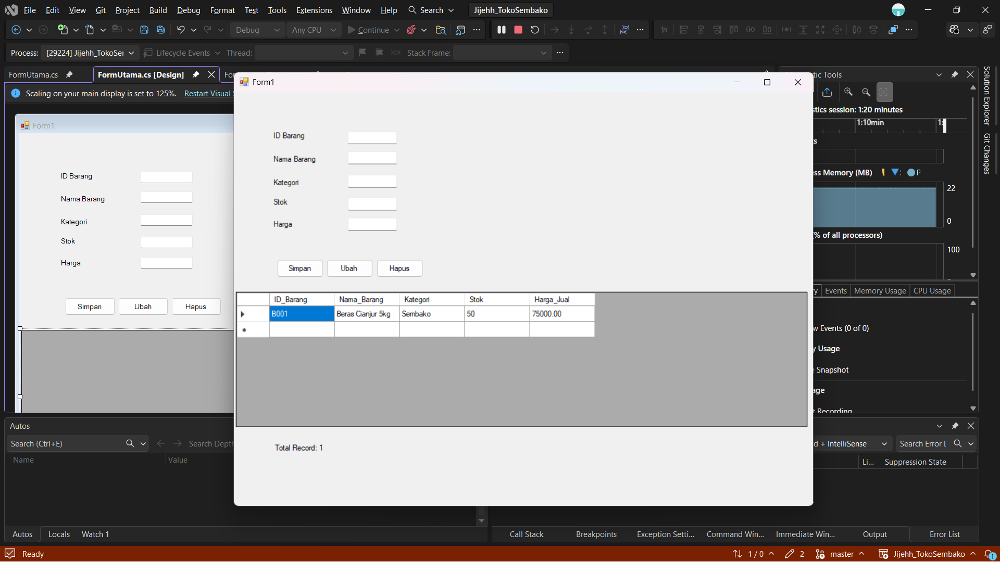 File Edit View Git Project Build Debug Format Test Tools Extensions Window Help Search Jijehh_TokoSembako
Debug Any CPU Continue
Process: [29224] Jijehh_TokoSer Lifecycle Events Thread: Stack Frame:
FormUtama.cs FormUtama.cs [Design]
Scaling on your main display is set to 125%. Restart Visual
Form1
ID Barang
Nama Barang
Kategori
Stok
Harga
Simpan Ubah Hapus
Form1
ID Barang
Nama Barang
Kategori
Stok
Harga
Simpan Ubah Hapus
ID_Barang Nama_Barang Kategori Stok Harga_Jual
B001 Beras Cianjur 5kg Sembako 50 75000.00
Total Record: 1
tic Tools
stics session: 1:20 minutes
1:10min
ess Memory (MB)
22
0
(% of all processors)
100
Events Memory Usage CPU Usage
w Events (0 of 0)
y Usage
Snapshot
age
Recording
Solution Explorer
Git Changes
Autos
Search (Ctrl+E) Search Depth
Name Value
Autos Locals Watch 1
d + IntelliSense Search Error L
Li... Suppression State
Call Stack Breakpoints Exception Setti... Command Win... Immediate Win... Output Error List
Ready 1 / 0 2 master Jijehh_TokoSembako 1